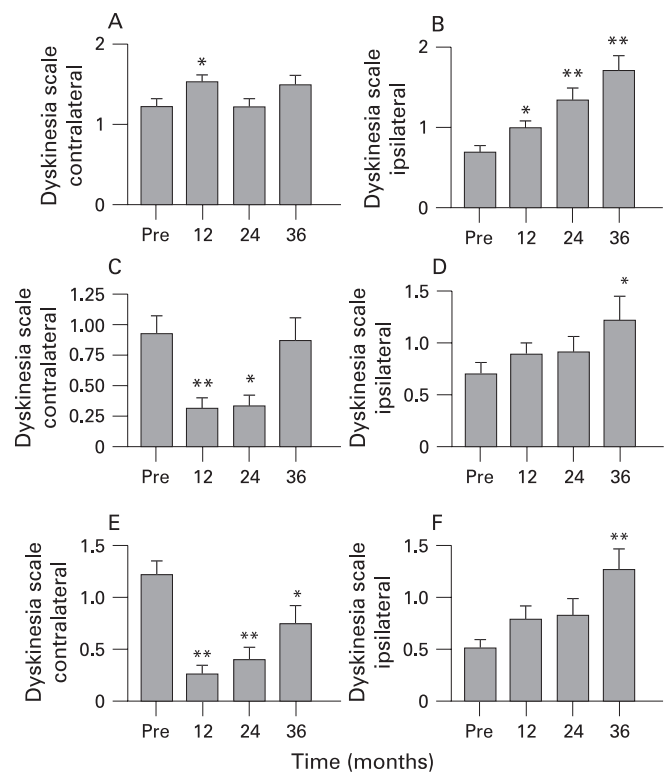 A
Dyskinesia scale
contralateral
2
1
0
*
Pre 12 24 36
B
Dyskinesia scale
ipsilateral
2
1
0
* ** **
Pre 12 24 36
C
Dyskinesia scale
contralateral
1.25
1.00
0.75
0.50
0.25
0
** *
Pre 12 24 36
D
Dyskinesia scale
ipsilateral
1.5
1.0
0.5
0
*
Pre 12 24 36
E
Dyskinesia scale
contralateral
1.5
1.0
0.5
0
** ** *
Pre 12 24 36
F
Dyskinesia scale
ipsilateral
1.5
1.0
0.5
0
**
Pre 12 24 36
Time (months)